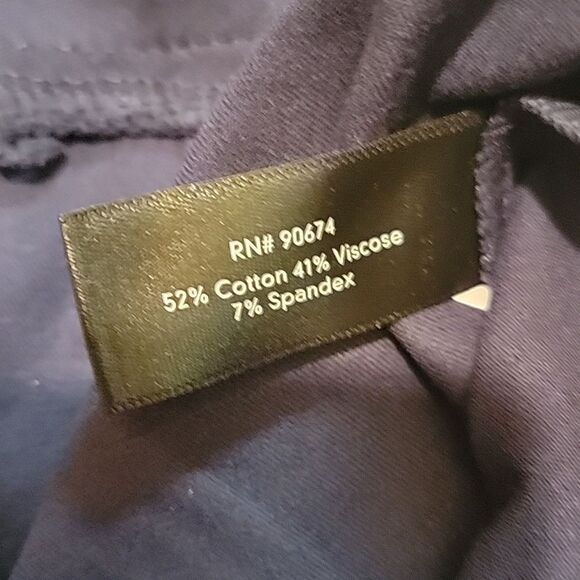 RN# 90674
52% Cotton 41% Viscose
7% Spandex